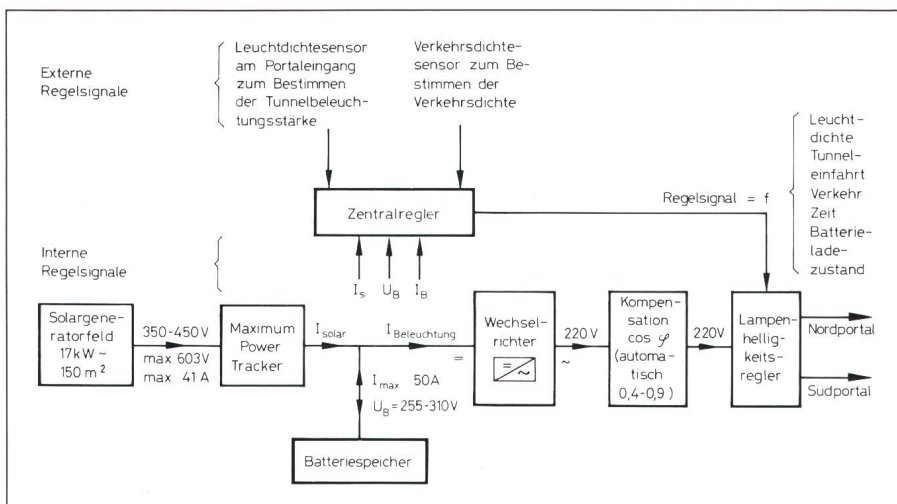 Externe
Regelsignale
Leuchtdichtesensor
am Portaleingang
zum Bestimmen
der Tunnelbeleuch-
tungsstärke
Verkehrsdichte-
sensor zum Be-
stimmen der
Verkehrsdichte
Leucht-
dichte
Tunnel-
einfahrt
Verkehr
Zeit
Batterie-
lade-
zustand
Zentralregler
Regelsignal = f
Interne
Regelsignale
I_s U_B I_B
Solargene-
ratorfeld
17kW ~
150 m²
350-450V
max 603V
max. 41 A
Maximum
Power
Tracker
I_solar
I_Beleuchtung
=
I_max 50A
U_B = 255-310V
Batteriespeicher
Wechsel-
richter
= ~
220V
~
Kompen-
sation
cos φ
(automa-
tisch
0,4-0,9 )
220V
Lampen-
hellig-
keits-
regler
Nordportal
Südportal